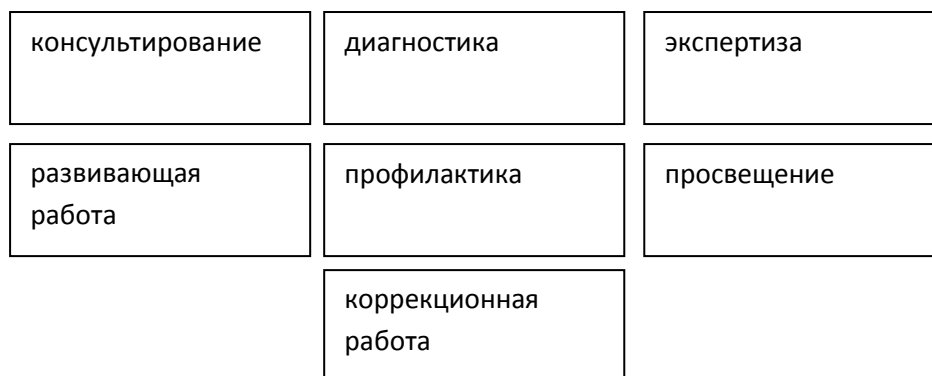 консультирование
диагностика
экспертиза
развивающая
работа
профилактика
просвещение
коррекционная
работа